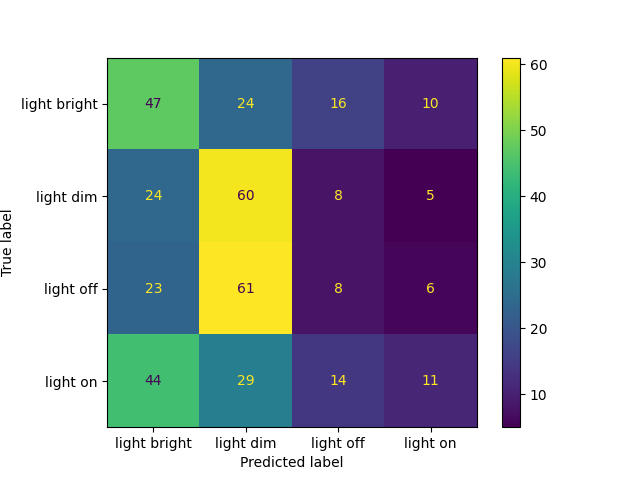 light bright 47 24 16 10
light dim 24 60 8 5
light off 23 61 8 6
light on 44 29 14 11
light bright light dim light off light on
Predicted label
True label
60
50
40
30
20
10